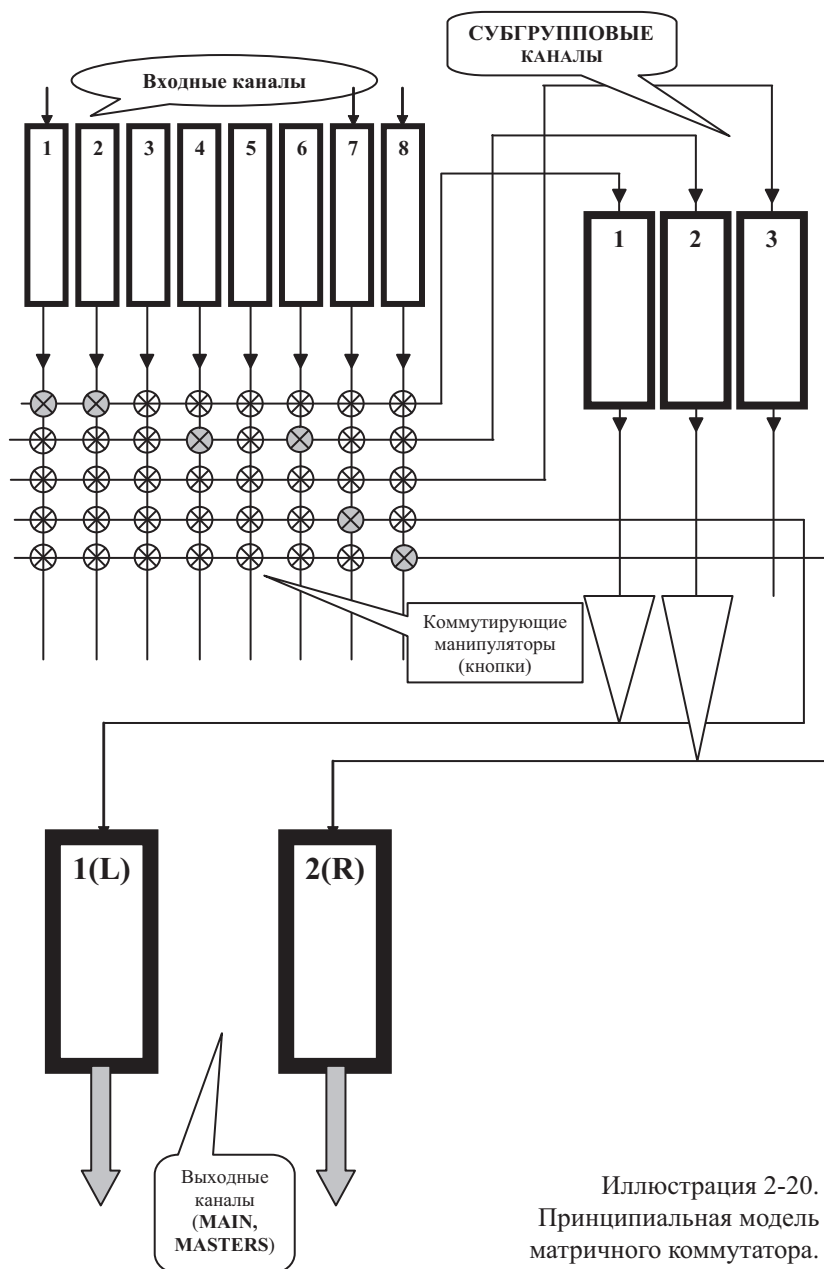 СУБГРУППОВЫЕ
КАНАЛЫ
Входные каналы
1 2 3 4 5 6 7 8
1 2 3
Коммутирующие
манипуляторы
(кнопки)
1(L) 2(R)
Выходные
каналы
(MAIN,
MASTERS)
Иллюстрация 2-20.
Принципиальная модель
матричного коммутатора.